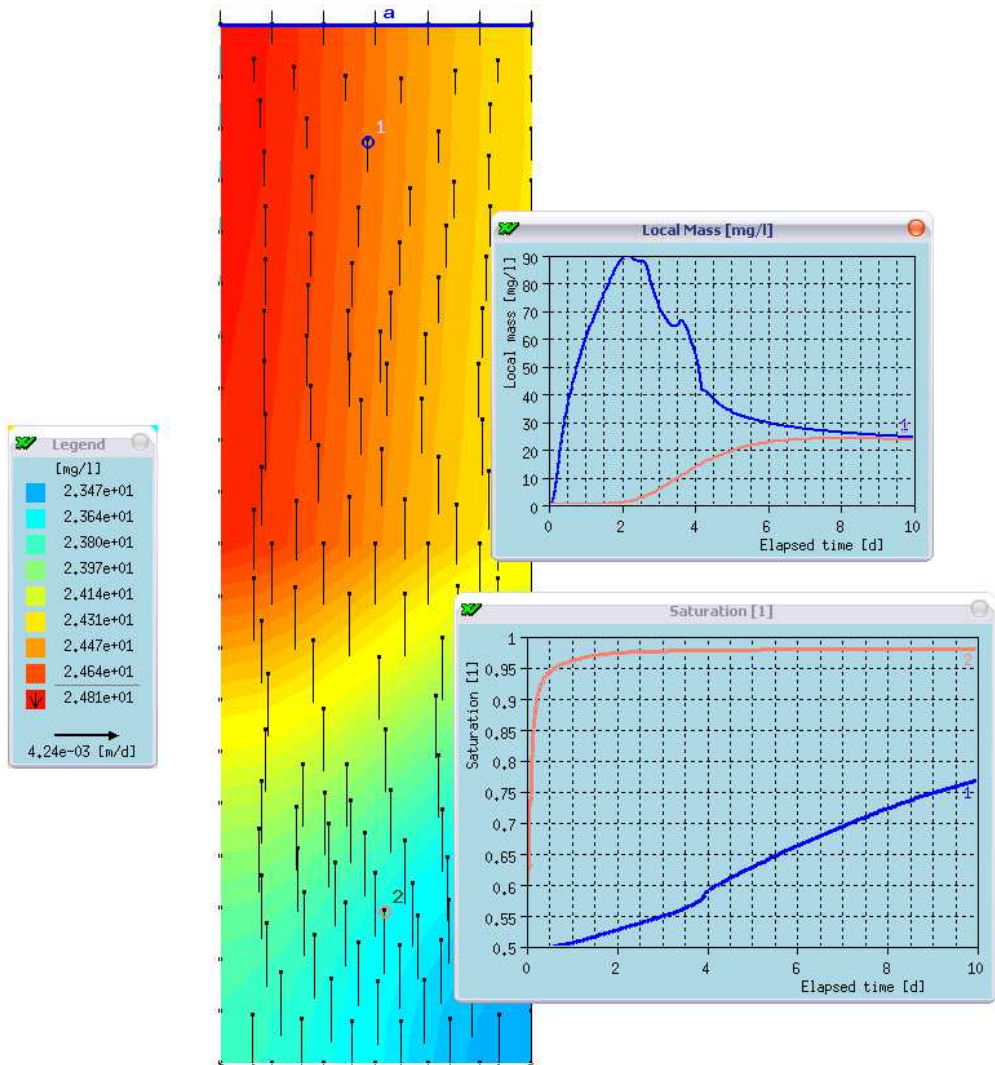 a
1
2
Legend
[mg/l]
2.347e+01
2.364e+01
2.380e+01
2.397e+01
2.414e+01
2.431e+01
2.447e+01
2.464e+01
2.481e+01
4.24e-03 [m/d]
Local Mass [mg/l]
Local mass [mg/l]
90
80
70
60
50
40
30
20
10
0
1
0 2 4 6 8 10
Elapsed time [d]
Saturation [1]
Saturation [1]
1
0.95
0.9
0.85
0.8
0.75
0.7
0.65
0.6
0.55
0.5
2
1
0 2 4 6 8 10
Elapsed time [d]